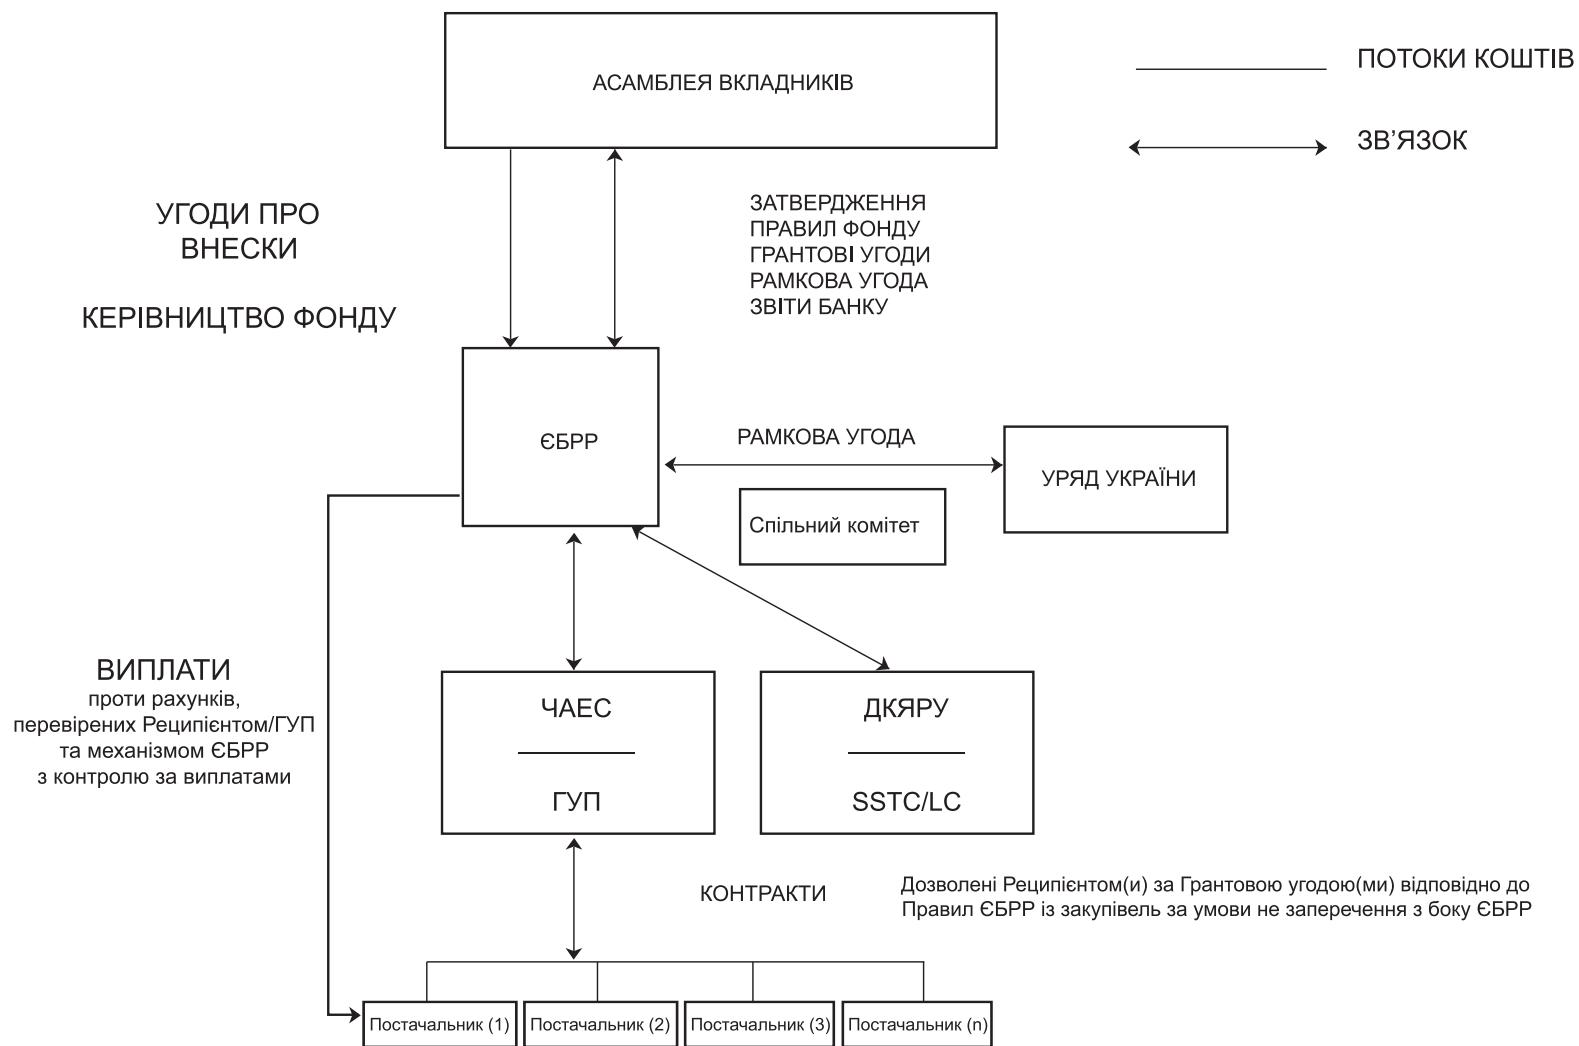 АСАМБЛЕЯ ВКЛАДНИКІВ
ПОТОКИ КОШТІВ
ЗВ’ЯЗОК
УГОДИ ПРО
ВНЕСКИ
КЕРІВНИЦТВО ФОНДУ
ЗАТВЕРДЖЕННЯ
ПРАВИЛ ФОНДУ
ГРАНТОВІ УГОДИ
РАМКОВА УГОДА
ЗВІТИ БАНКУ
ЄБРР
РАМКОВА УГОДА
УРЯД УКРАЇНИ
Спільний комітет
ВИПЛАТИ
проти рахунків,
перевірених Реципієнтом/ГУП
та механізмом ЄБРР
з контролю за виплатами
ЧАЕС
ГУП
ДКЯРУ
SSTC/LC
КОНТРАКТИ
Дозволені Реципієнтом(и) за Грантовою угодою(ми) відповідно до
Правил ЄБРР із закупівель за умови не заперечення з боку ЄБРР
Постачальник (1)
Постачальник (2)
Постачальник (3)
Постачальник (n)